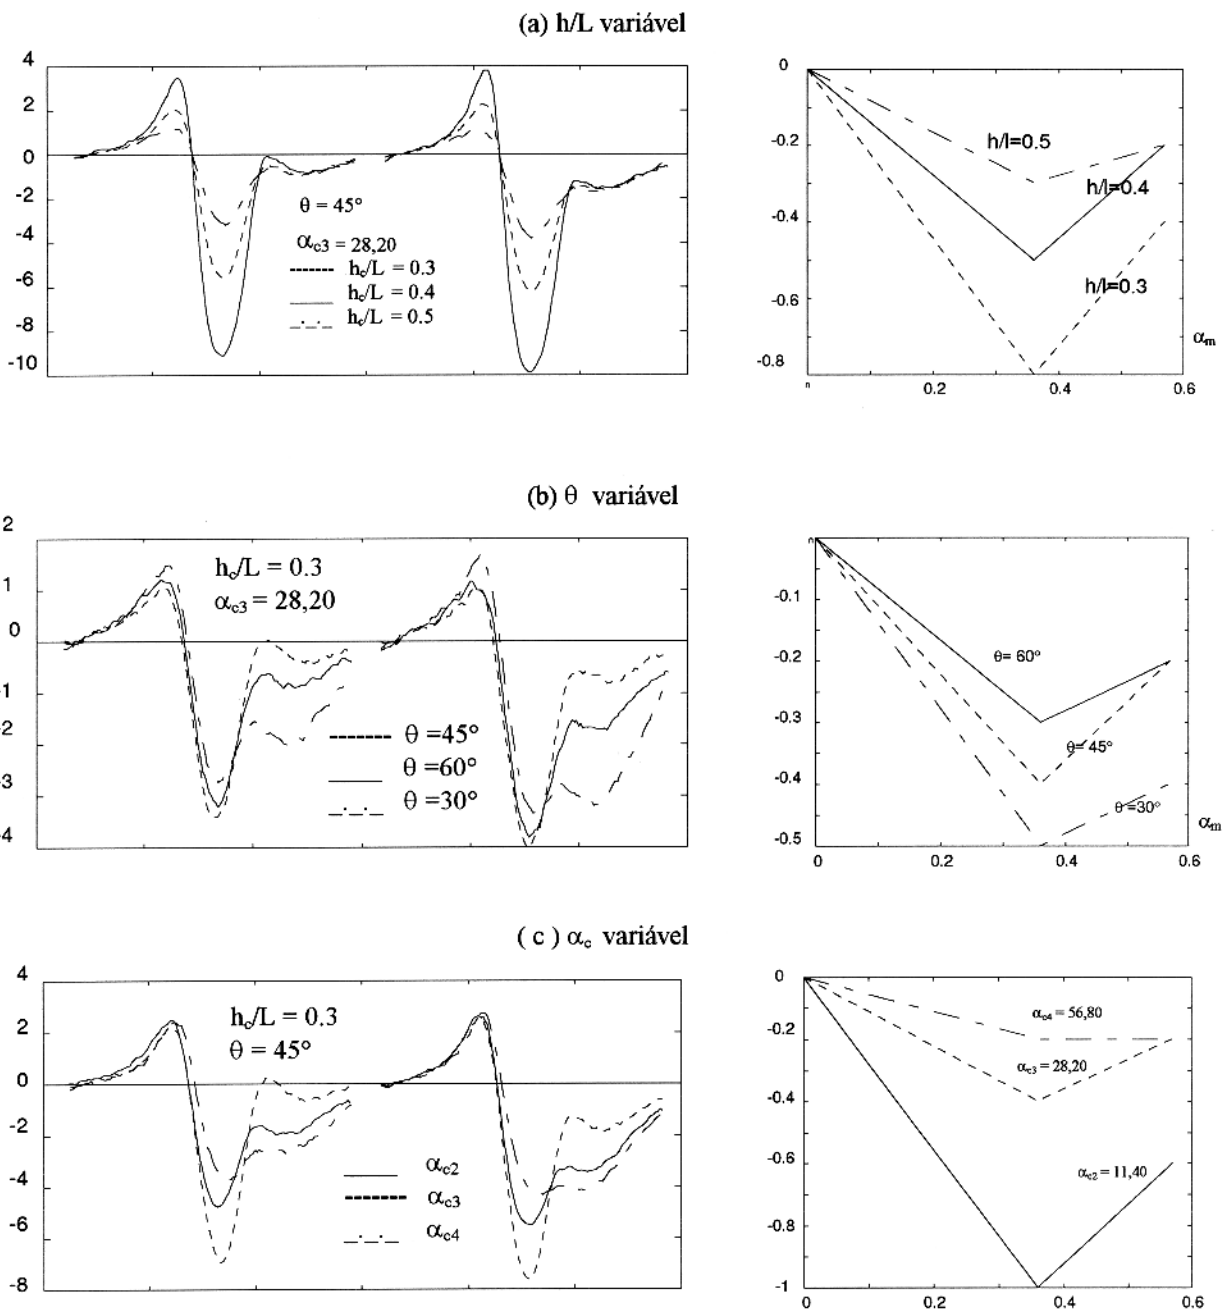 (a) h/L variável
4
2
0
-2
-4
-6
-8
-10
θ = 45°
αc3 = 28,20
hc/L = 0.3
hc/L = 0.4
hc/L = 0.5
0
-0.2
-0.4
-0.6
-0.8
h/l=0.5
h/l=0.4
h/l=0.3
αm
0.2
0.4
0.6
(b) θ variável
2
1
0
-1
-2
-3
-4
hc/L = 0.3
αc3 = 28,20
θ =45°
θ =60°
θ =30°
-0.1
-0.2
-0.3
-0.4
-0.5
θ= 60°
θ= 45°
θ=30°
αm
0
0.2
0.4
0.6
( c ) αc variável
4
2
0
-2
-4
-6
-8
hc/L = 0.3
θ = 45°
αc2
αc3
αc4
0
-0.2
-0.4
-0.6
-0.8
-1
αc4 = 56,80
αc3 = 28,20
αc2 = 11,40
0
0.2
0.4
0.6